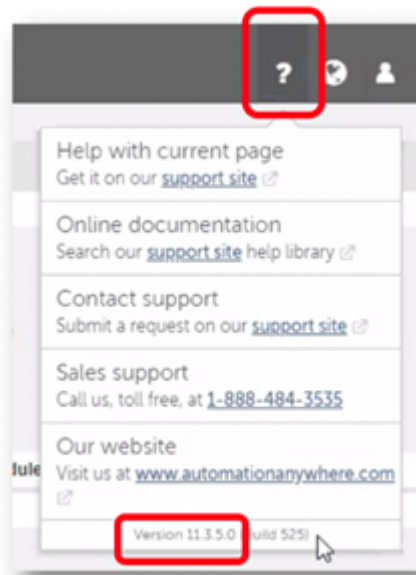 ?
Help with current page
Get it on our support site
Online documentation
Search our support site help library
Contact support
Submit a request on our support site
Sales support
Call us, toll free, at 1-888-484-3535
Our website
dule
Visit us at www.automationanywhere.com
Version 11.3.5.0 (Build 525)